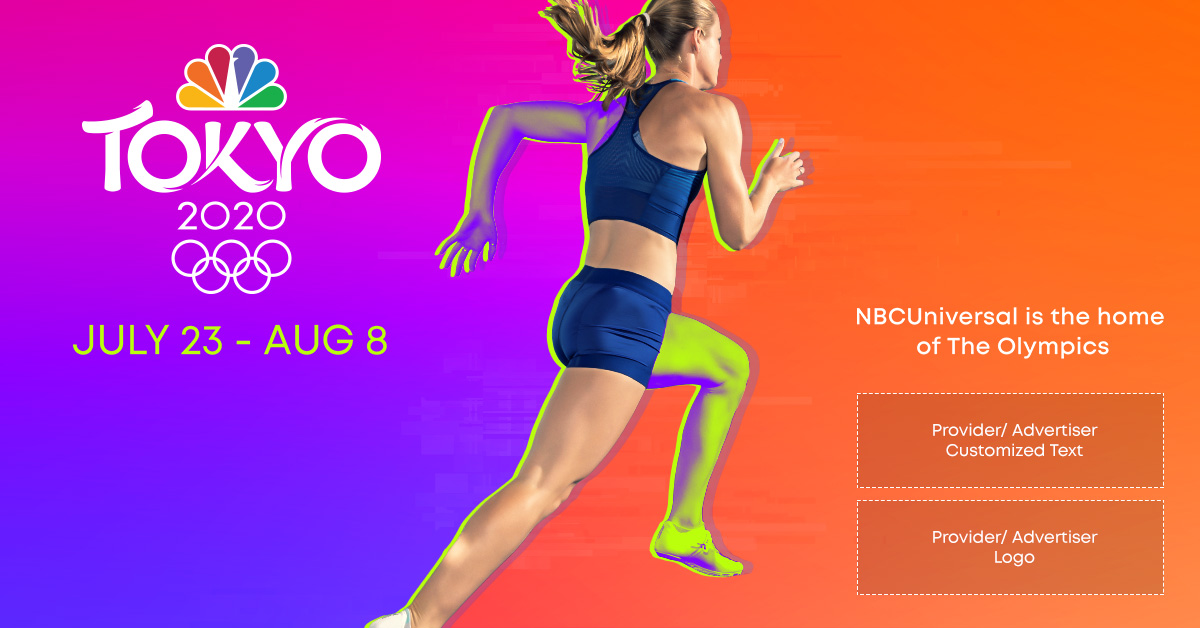 TOKYO
2020
JULY 23 - AUG 8
NBCUniversal is the home
of The Olympics
Provider/ Advertiser
Customized Text
Provider/ Advertiser
Logo